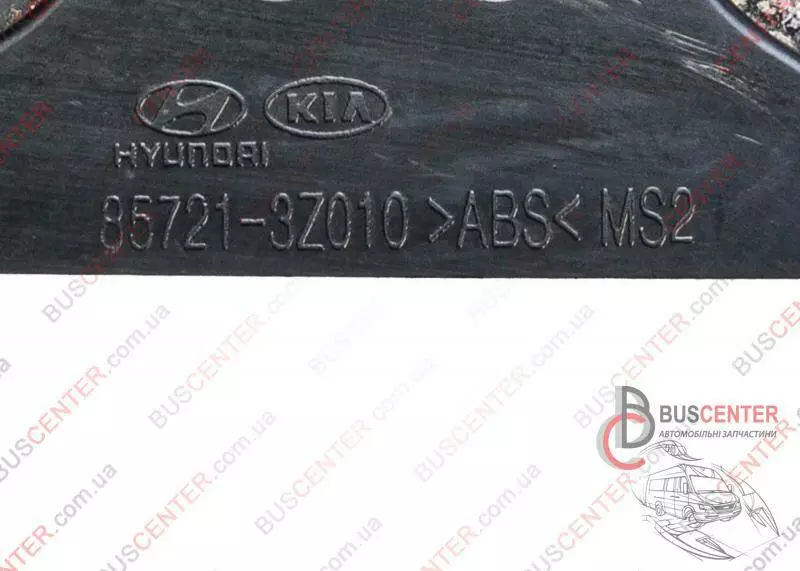 KIA
HYUNDAI
85721-3Z010 >ABS< MS2
BUSCENTER
АВТОМОБІЛЬНІ ЗАПЧАСТИНИ
BUSCENTER.com.ua